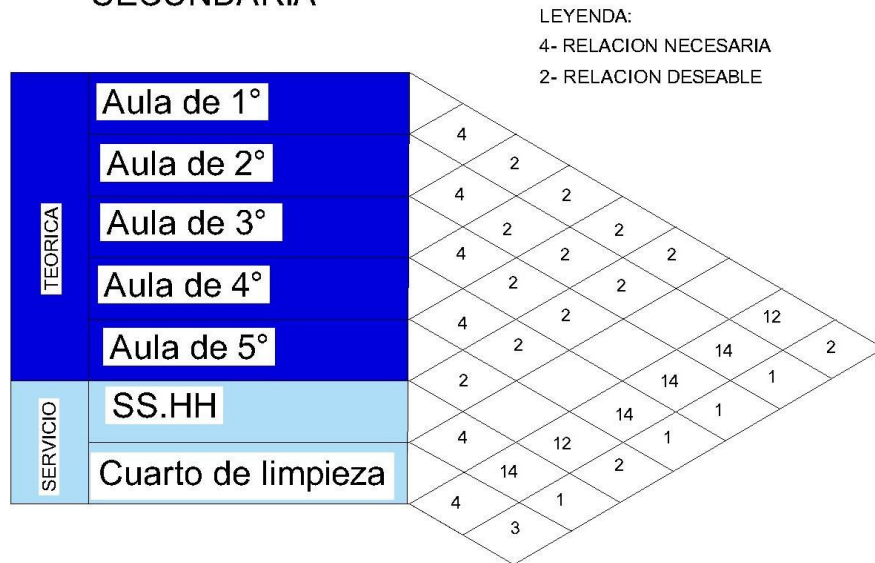 SECUNDARIA
LEYENDA:
4- RELACION NECESARIA
2- RELACION DESEABLE
TEORICA
Aula de 1°
Aula de 2°
Aula de 3°
Aula de 4°
Aula de 5°
SERVICIO
SS.HH
Cuarto de limpieza
4
2
4 2
2 2
4 2 2
2 2
4 2 12
2 14 2
2 14 1
14 1
4 12 1
14 2
4 1
3